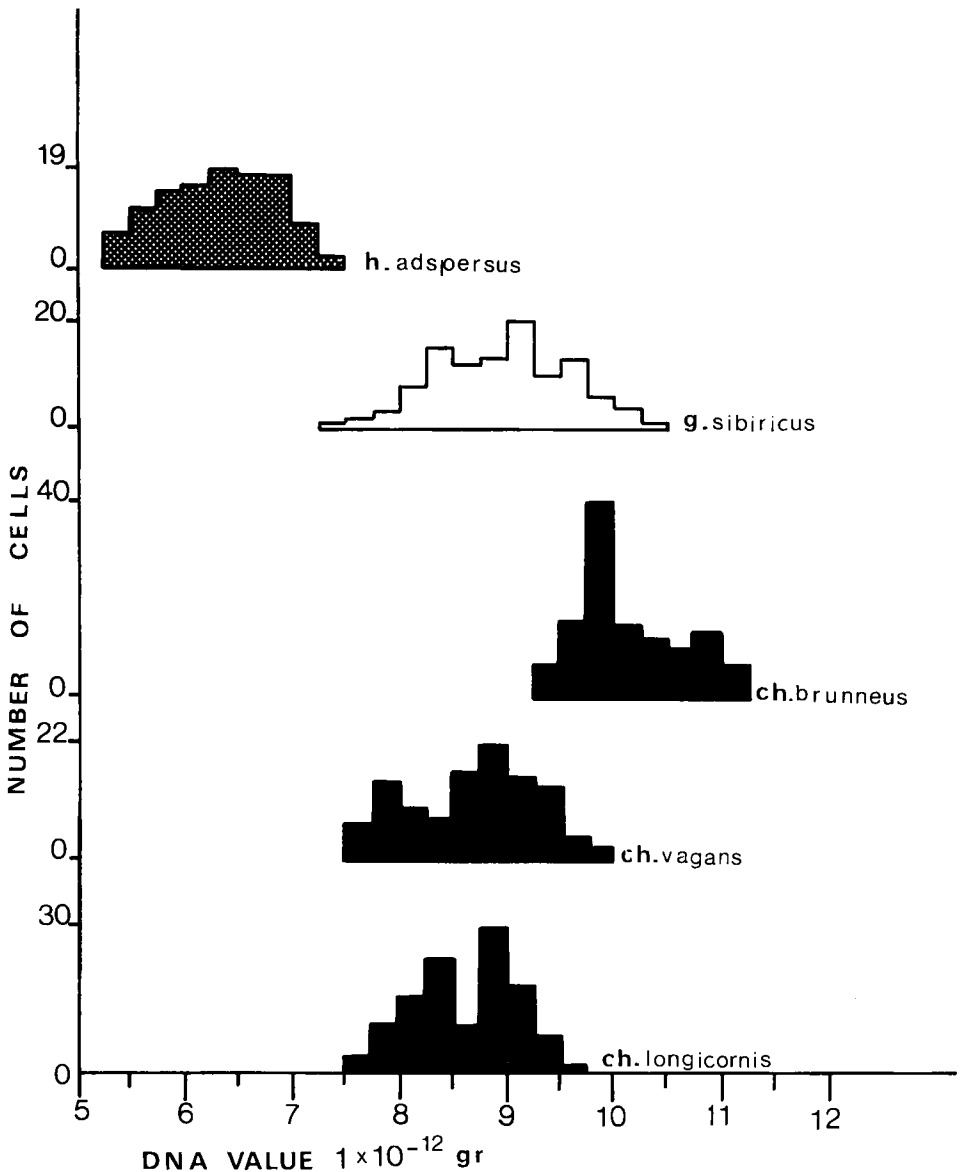 19
0
h. adspersus
20
0
g. sibiricus
40
0
ch. brunneus
22
0
ch. vagans
30
0
ch. longicornis
NUMBER OF CELLS
5 6 7 8 9 10 11 12
DNA VALUE 1×10⁻¹² gr